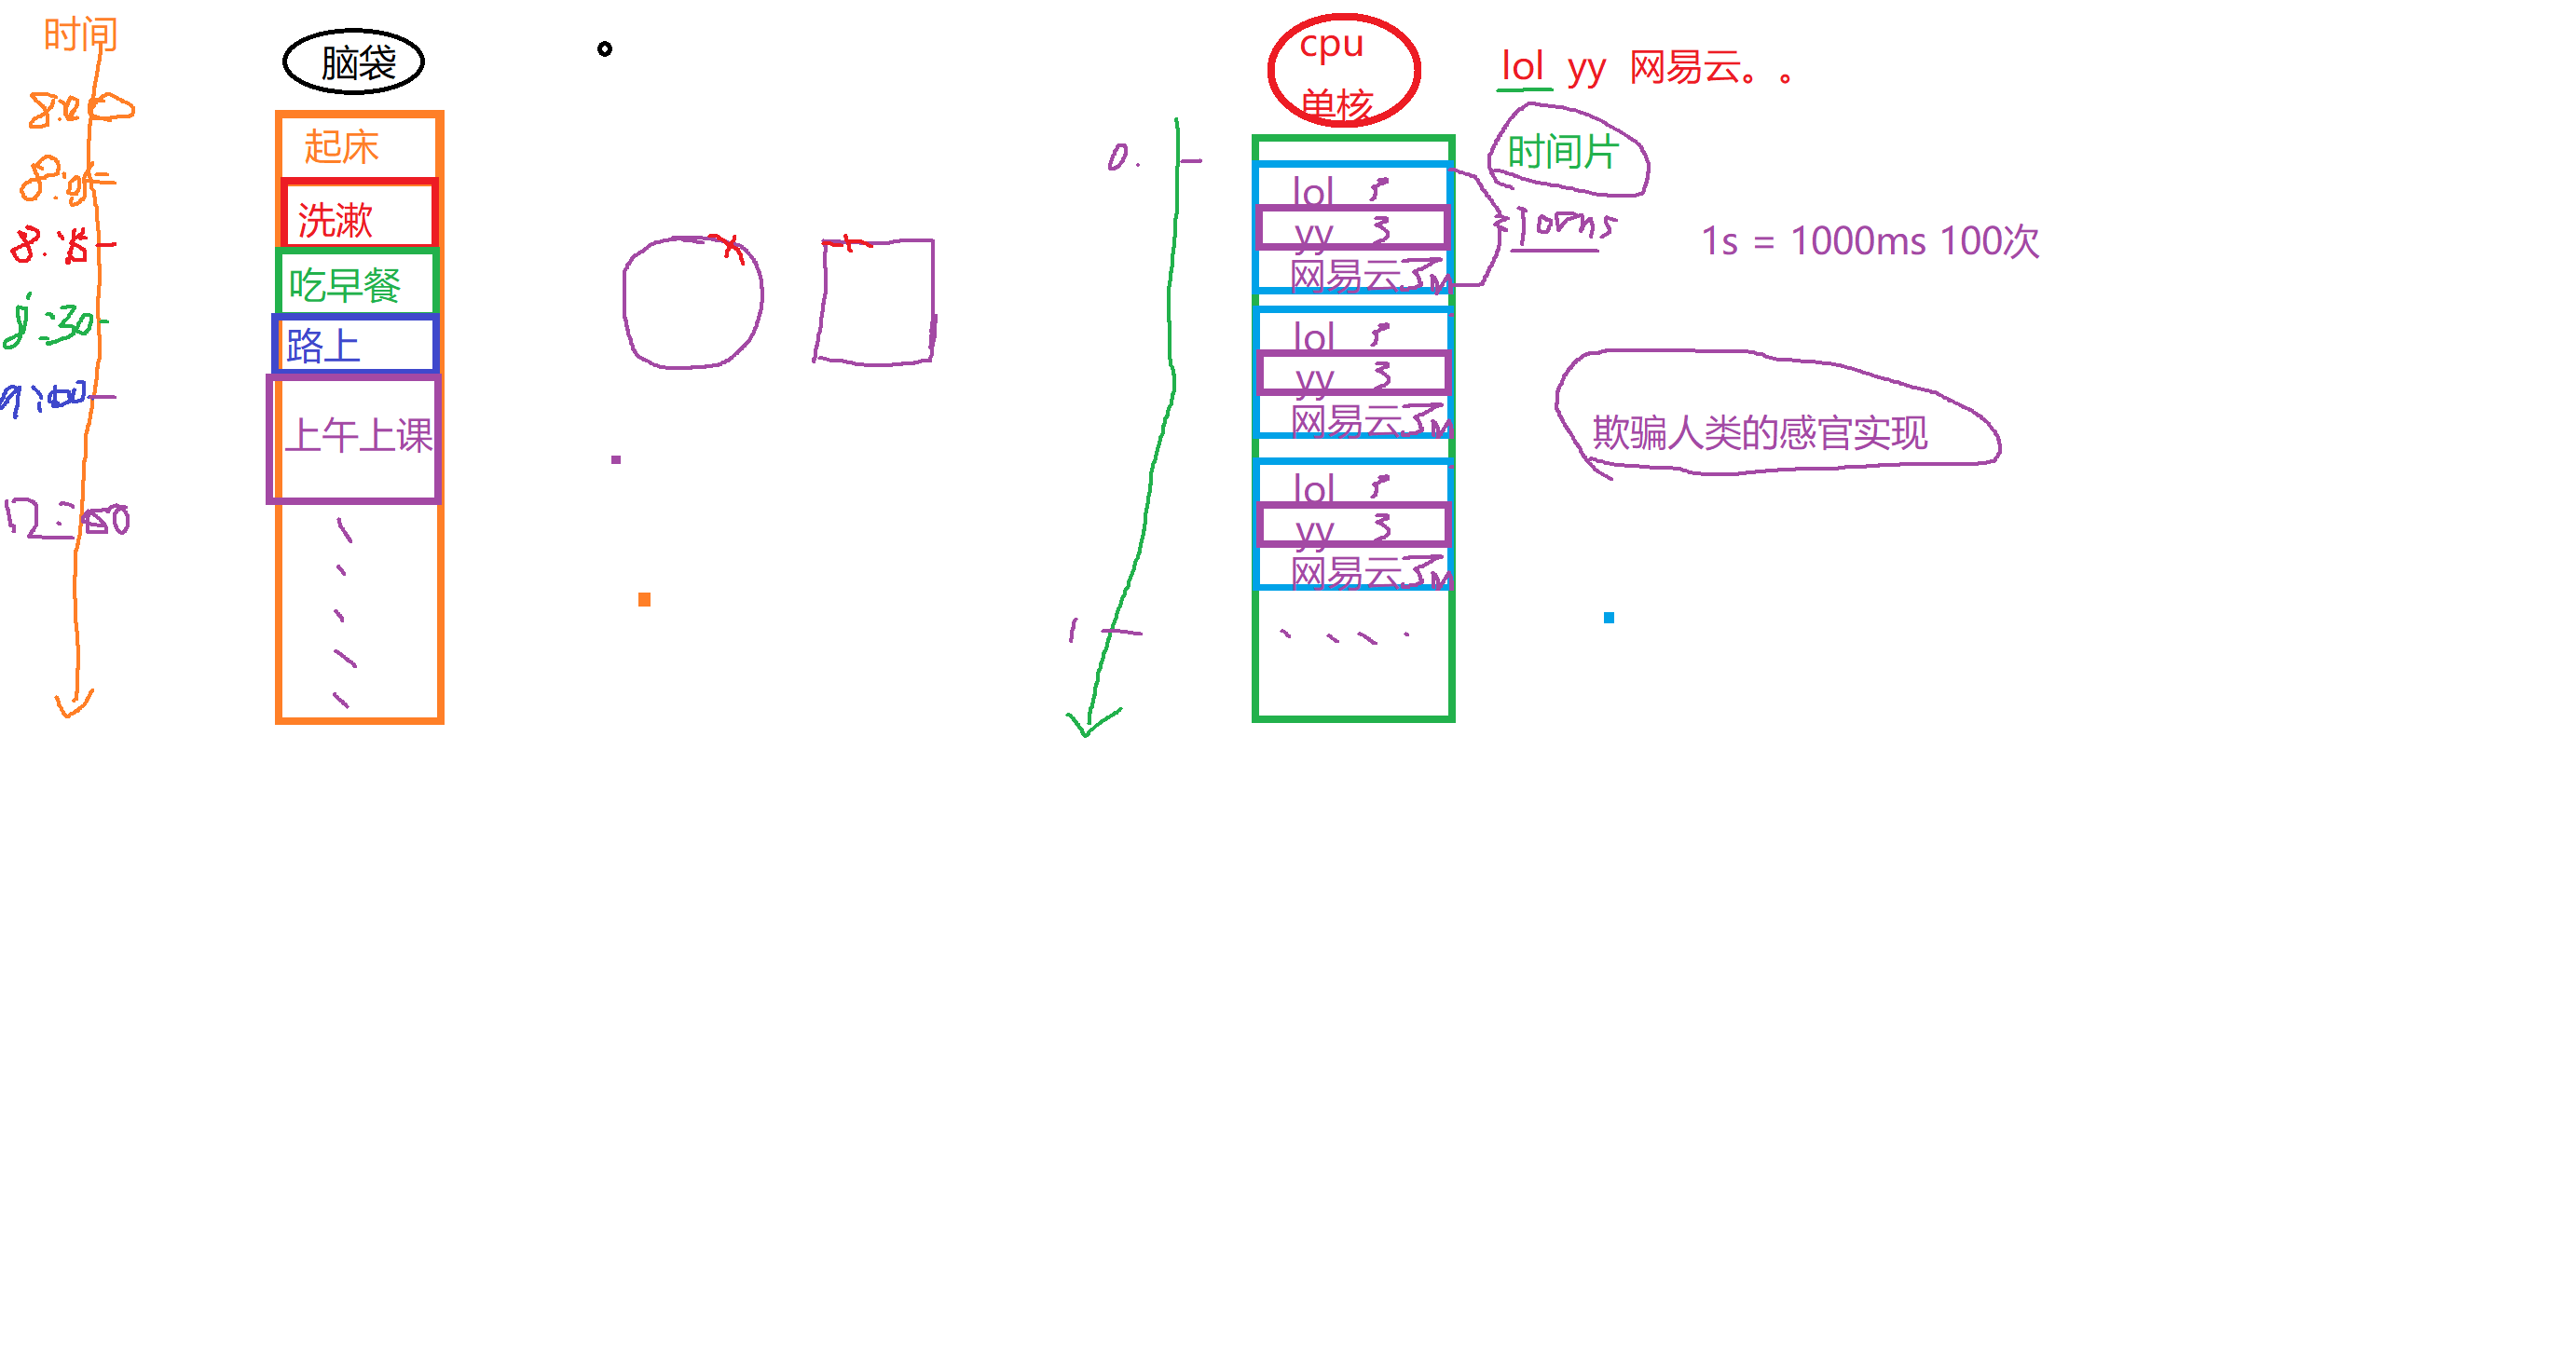 时间
8:00
8:05
8:15
8:30
9:00
12:00
脑袋
起床
洗漱
吃早餐
路上
上午上课
cpu
单核
lol yy 网易云。。
时间片
0.
lol 5
yy 3
网易云 2
10ms
1s = 1000ms 100次
lol 5
yy 3
网易云 2
欺骗人类的感官实现
lol 5
yy 3
网易云 2
1